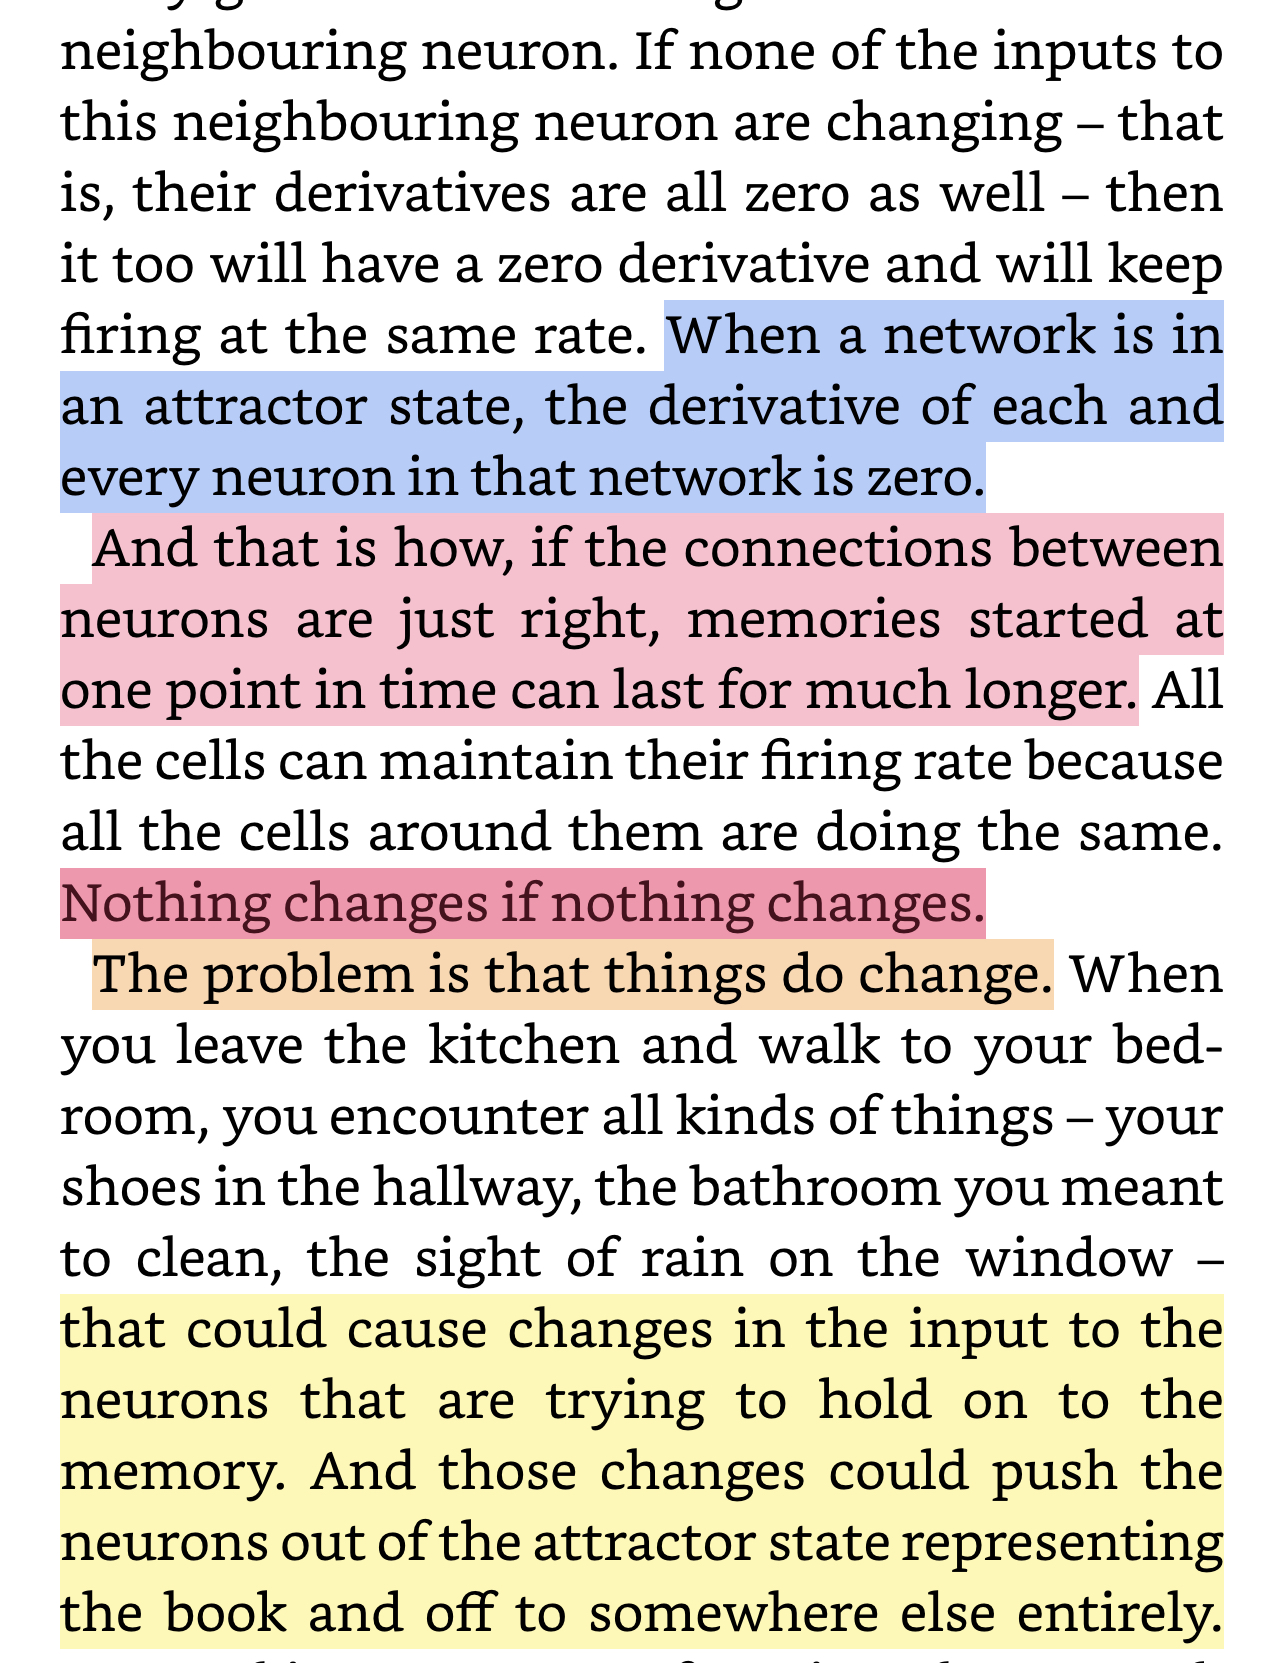 neighbouring neuron. If none of the inputs to
this neighbouring neuron are changing – that
is, their derivatives are all zero as well – then
it too will have a zero derivative and will keep
firing at the same rate. When a network is in
an attractor state, the derivative of each and
every neuron in that network is zero.
And that is how, if the connections between
neurons are just right, memories started at
one point in time can last for much longer. All
the cells can maintain their firing rate because
all the cells around them are doing the same.
Nothing changes if nothing changes.
The problem is that things do change. When
you leave the kitchen and walk to your bed-
room, you encounter all kinds of things – your
shoes in the hallway, the bathroom you meant
to clean, the sight of rain on the window –
that could cause changes in the input to the
neurons that are trying to hold on to the
memory. And those changes could push the
neurons out of the attractor state representing
the book and off to somewhere else entirely.